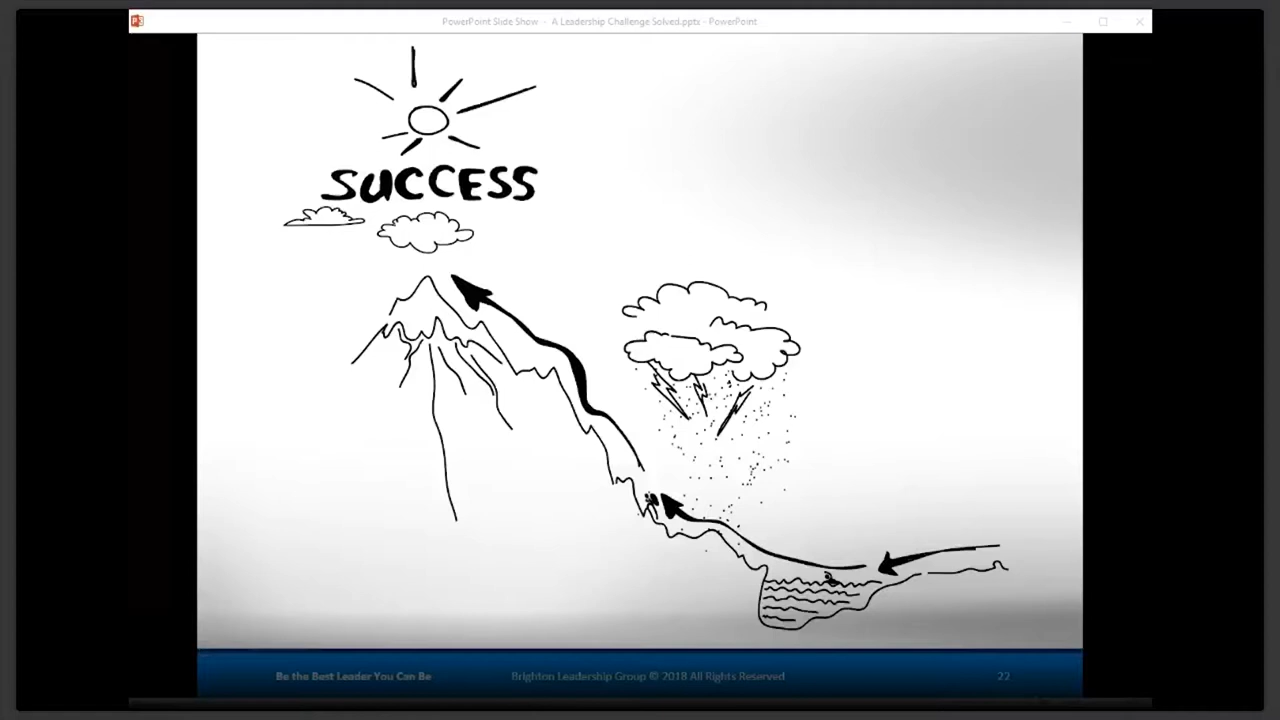 PowerPoint Slide Show - A Leadership Challenge Solved.pptx - PowerPoint
SUCCESS
Be the Best Leader You Can Be
Brighton Leadership Group © 2018 All Rights Reserved
22